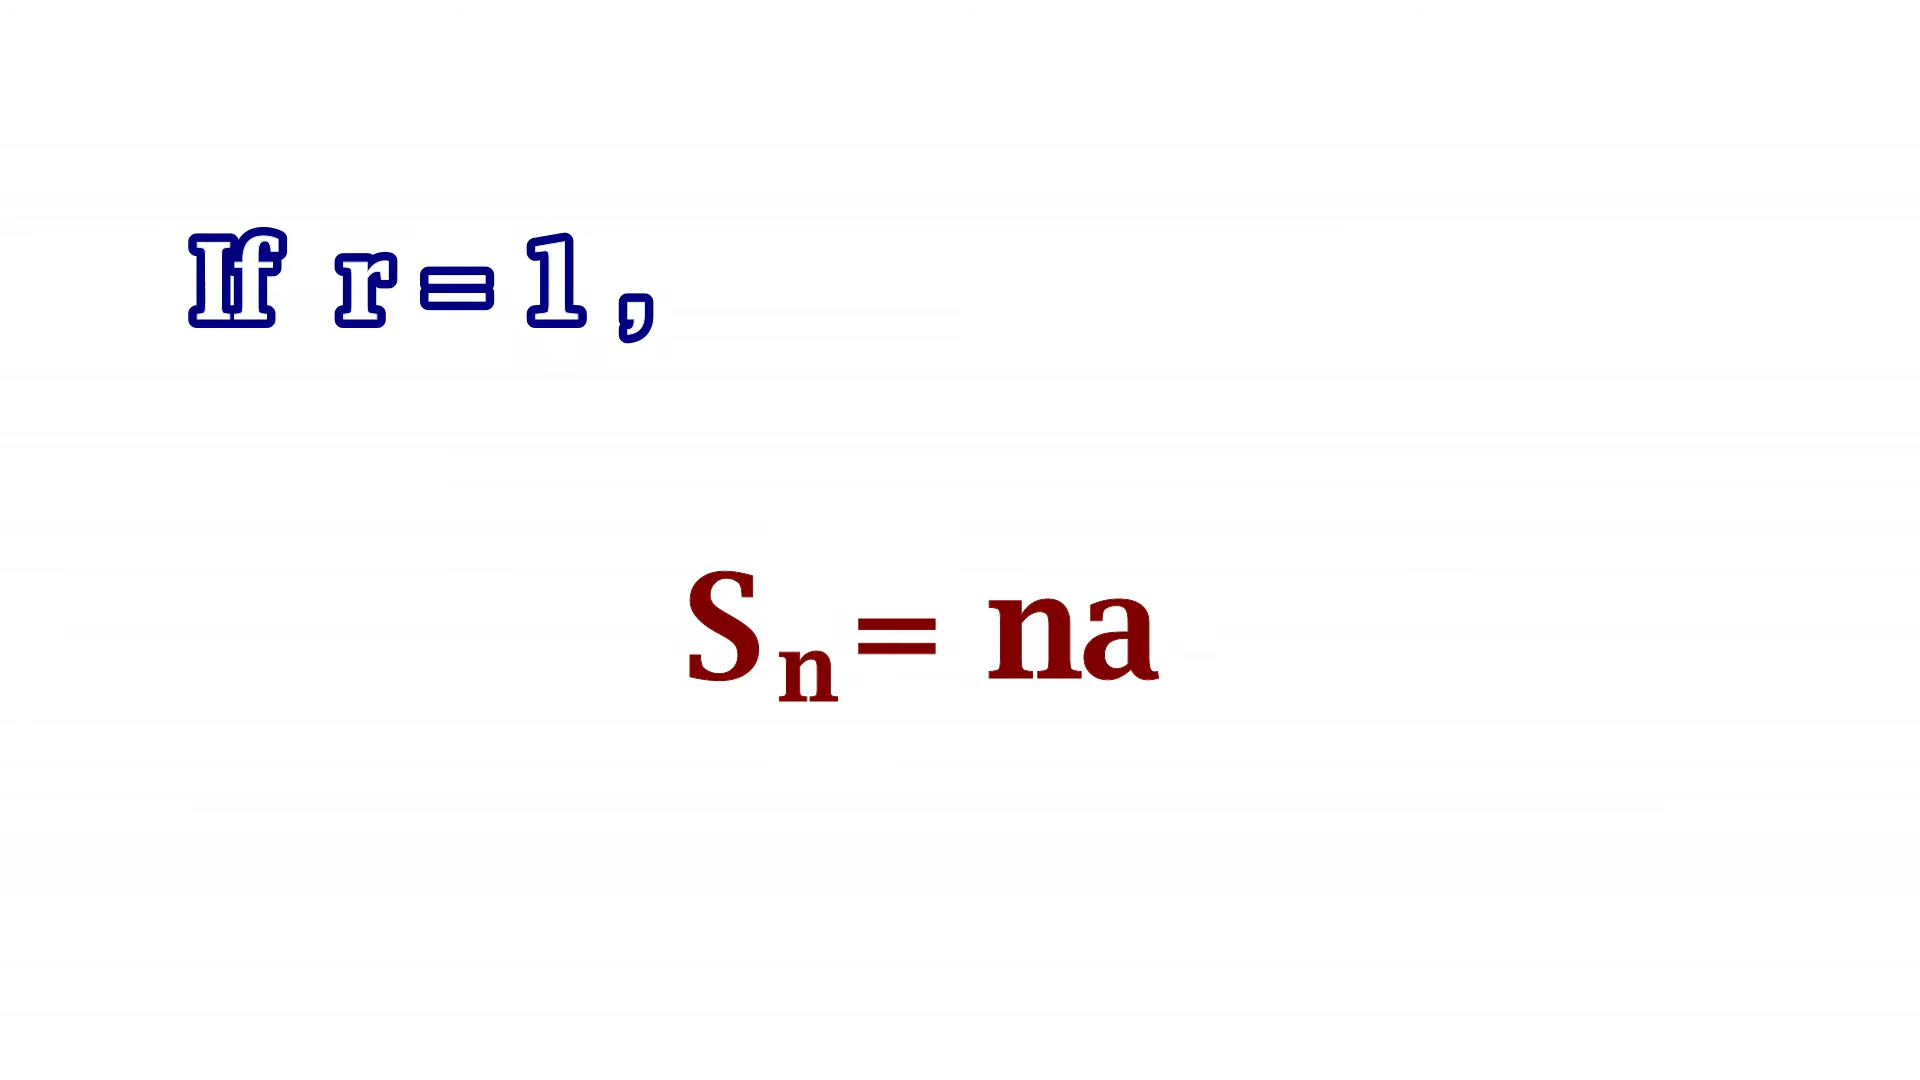 If r = 1 ,
Sₙ = na